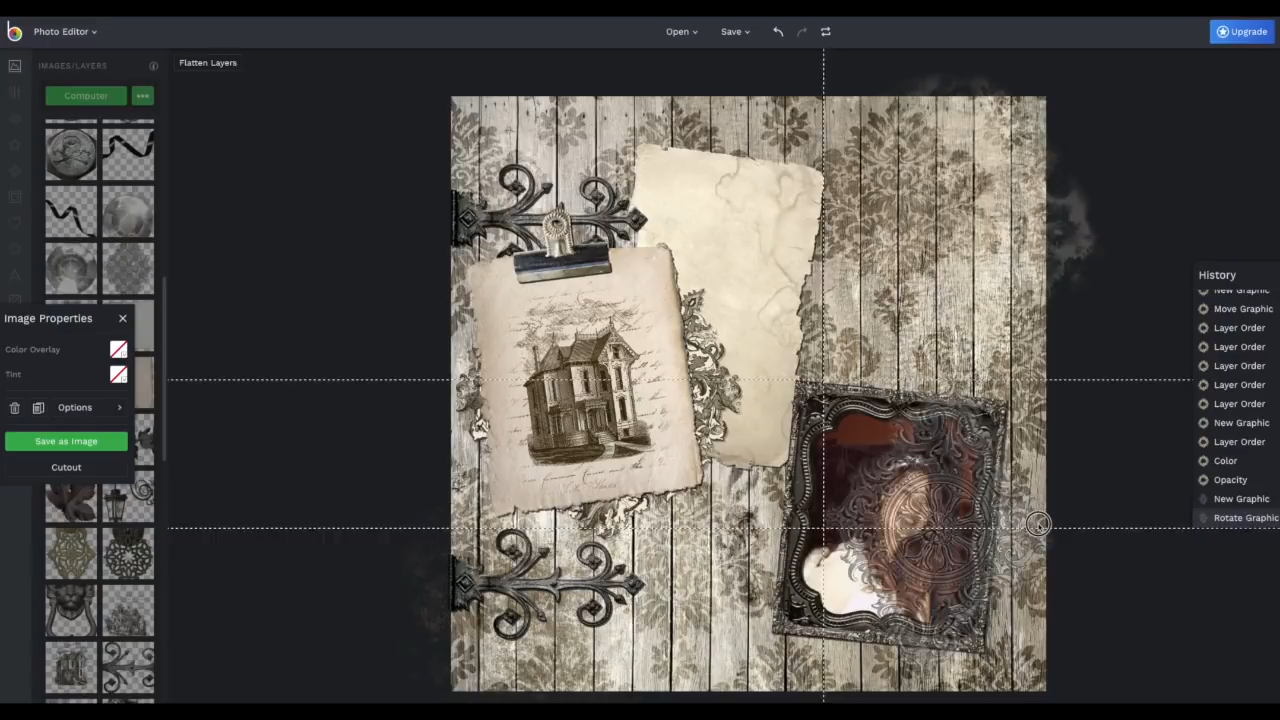 Photo Editor
Open
Save
Upgrade
IMAGES/LAYERS
Flatten Layers
Computer
History
New Graphic
Move Graphic
Layer Order
Layer Order
Layer Order
Layer Order
Layer Order
New Graphic
Layer Order
Color
Opacity
New Graphic
Rotate Graphic
Image Properties
Color Overlay
Tint
Options
Save as Image
Cutout